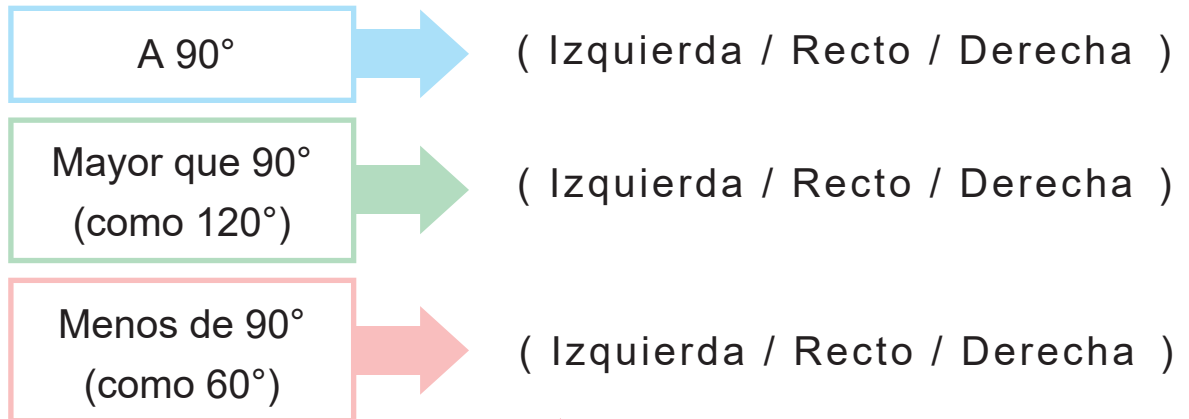 A 90°
( Izquierda / Recto / Derecha )
Mayor que 90°
(como 120°)
( Izquierda / Recto / Derecha )
Menos de 90°
(como 60°)
( Izquierda / Recto / Derecha )